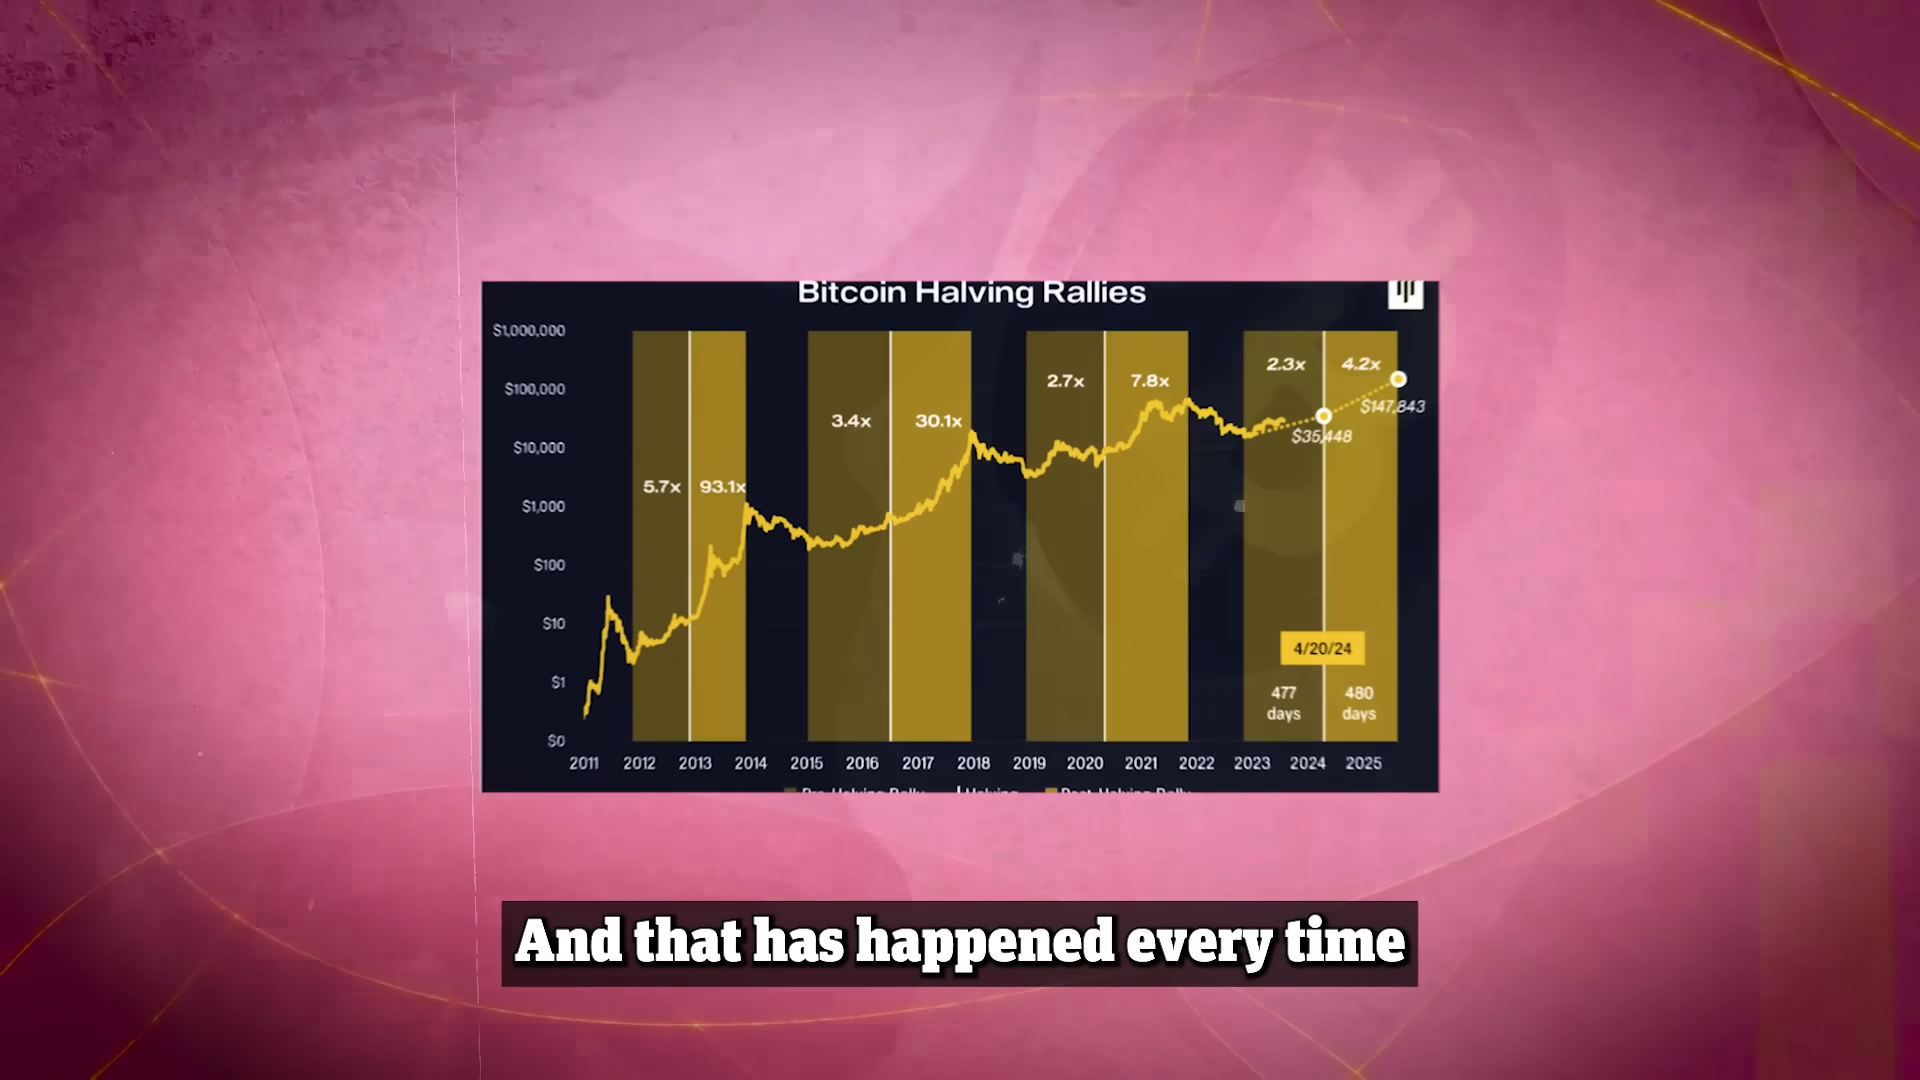 Bitcoin Halving Rallies
$1,000,000
$100,000
$10,000
$1,000
$100
$10
$1
$0
5.7x 93.1x
3.4x 30.1x
2.7x 7.8x
2.3x 4.2x
$147,843
$35,448
4/20/24
477 days
480 days
2011 2012 2013 2014 2015 2016 2017 2018 2019 2020 2021 2022 2023 2024 2025
And that has happened every time